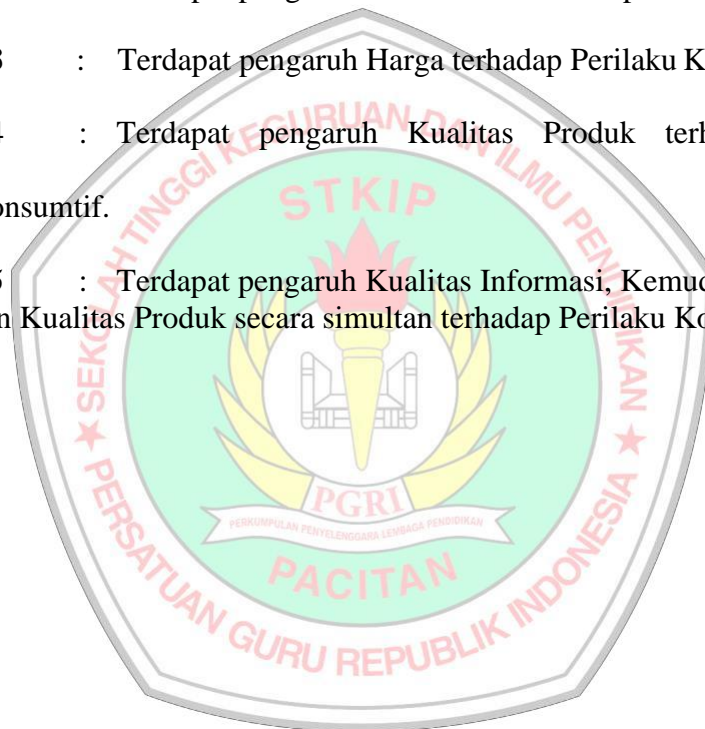 3 : Terdapat pengaruh Harga terhadap Perilaku K
4 : Terdapat pengaruh Kualitas Produk terh
onsumtif.
5 : Terdapat pengaruh Kualitas Informasi, Kemud
n Kualitas Produk secara simultan terhadap Perilaku Ko
SEKOLAH TINGGI KEGURUAN DAN ILMU PENDIDIKAN
STKIP
PGRI
PERKUMPULAN PENYELENGGARA LEMBAGA PENDIDIKAN
PACITAN
PERSATUAN GURU REPUBLIK INDONESIA